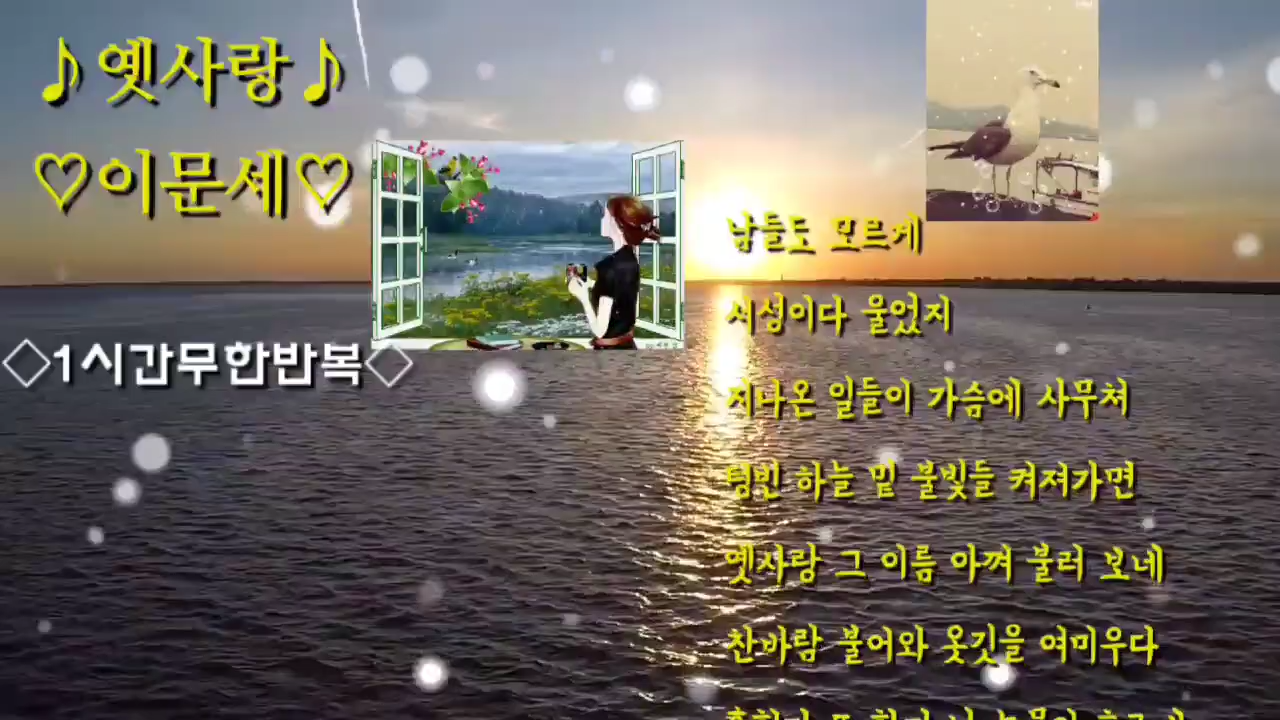 ♪옛사랑♪
♡이문세♡
◇1시간무한반복◇
남들도 모르게
서성이다 울었지
지나온 일들이 가슴에 사무쳐
텅빈 하늘 밑 불빛들 켜져가면
옛사랑 그 이름 아껴 불러 보네
찬바람 불어와 옷깃을 여미우다